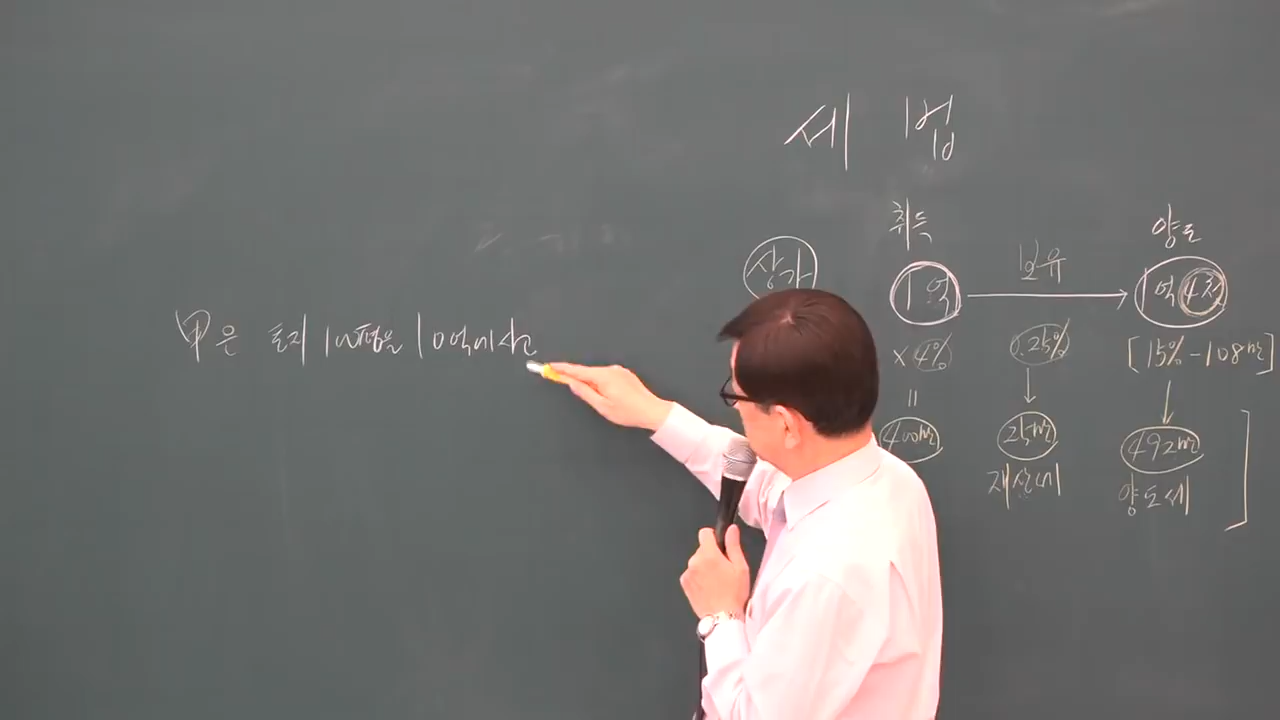 세 법
취득
양도
보유
상가
1억
1억 4천
甲은 토지 100평을 10억에 사고
× 4%
.25%
[15% - 108만]
=
400만
25만
492만
재산세
양도세